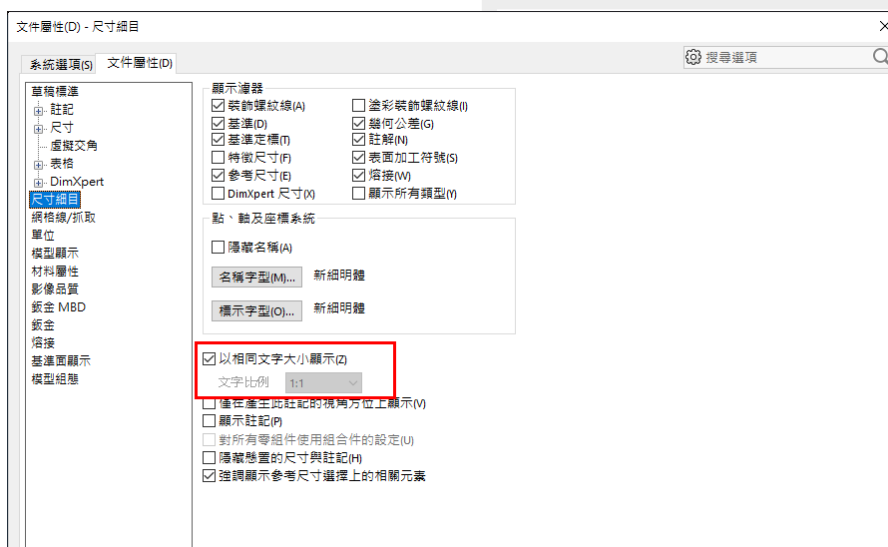 文件屬性(D) - 尺寸細目
系統選項(S) 文件屬性(D)
搜尋選項
草稿標準
註記
尺寸
虛擬交角
表格
DimXpert
尺寸細目
網格線/抓取
單位
模型顯示
材料屬性
影像品質
鈑金 MBD
鈑金
熔接
基準面顯示
模型組態
顯示濾器
裝飾螺紋線(A) 塗彩裝飾螺紋線(I)
基準(D) 幾何公差(G)
基準定標(T) 註解(N)
特徵尺寸(F) 表面加工符號(S)
參考尺寸(E) 熔接(W)
DimXpert 尺寸(X) 顯示所有類型(Y)
點、軸及座標系統
隱藏名稱(A)
名稱字型(M)... 新細明體
標示字型(O)... 新細明體
以相同文字大小顯示(Z)
文字比例 1:1
僅在產生此註記的視角方位上顯示(V)
顯示註記(P)
對所有零組件使用組合件的設定(U)
隱藏懸置的尺寸與註記(H)
強調顯示參考尺寸選擇上的相關元素